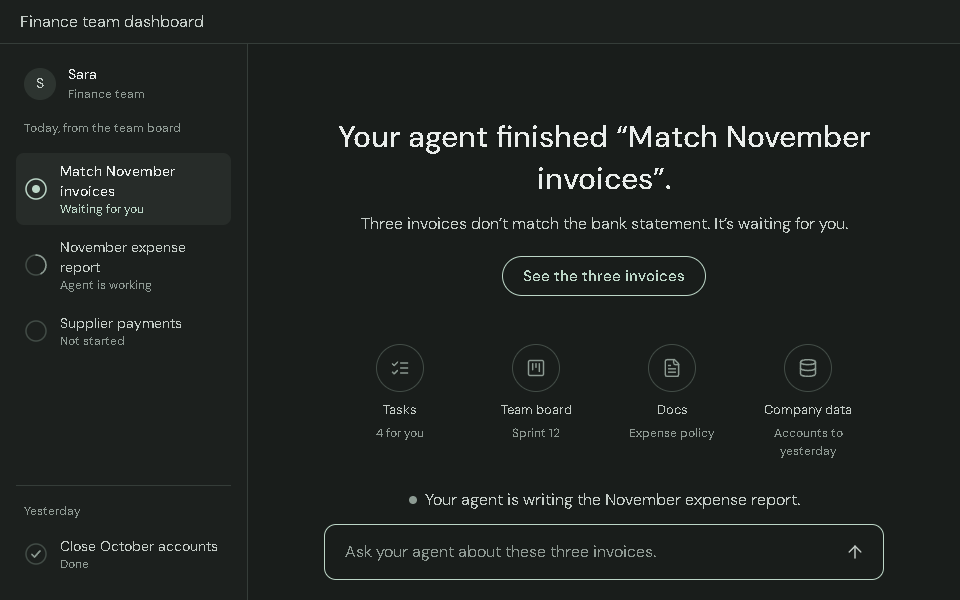 Finance team dashboard
S
Sara
Finance team
Today, from the team board
Match November
invoices
Waiting for you
November expense
report
Agent is working
Supplier payments
Not started
Yesterday
Close October accounts
Done
Your agent finished “Match November
invoices”.
Three invoices don’t match the bank statement. It’s waiting for you.
See the three invoices
Tasks
4 for you
Team board
Sprint 12
Docs
Expense policy
Company data
Accounts to
yesterday
Your agent is writing the November expense report.
Ask your agent about these three invoices.